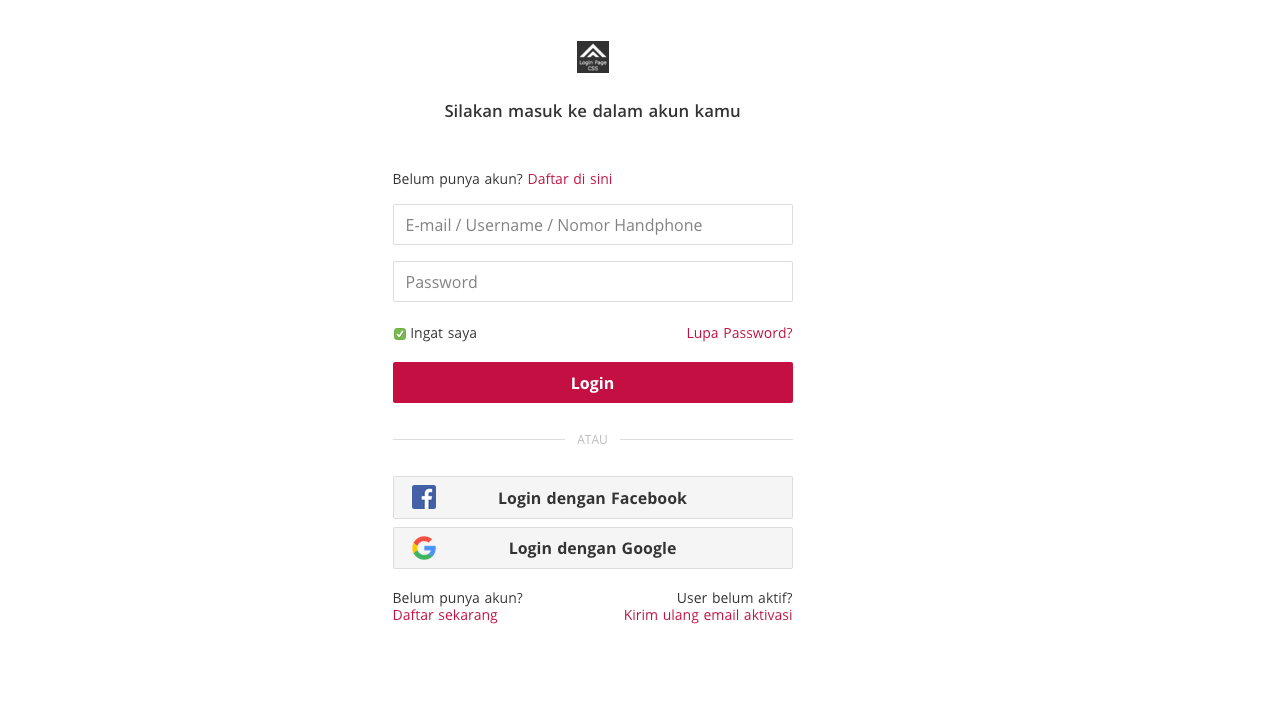 Login Page
CSS
Silakan masuk ke dalam akun kamu
Belum punya akun? Daftar di sini
E-mail / Username / Nomor Handphone
Password
Ingat saya
Lupa Password?
Login
ATAU
Login dengan Facebook
Login dengan Google
Belum punya akun?
Daftar sekarang
User belum aktif?
Kirim ulang email aktivasi